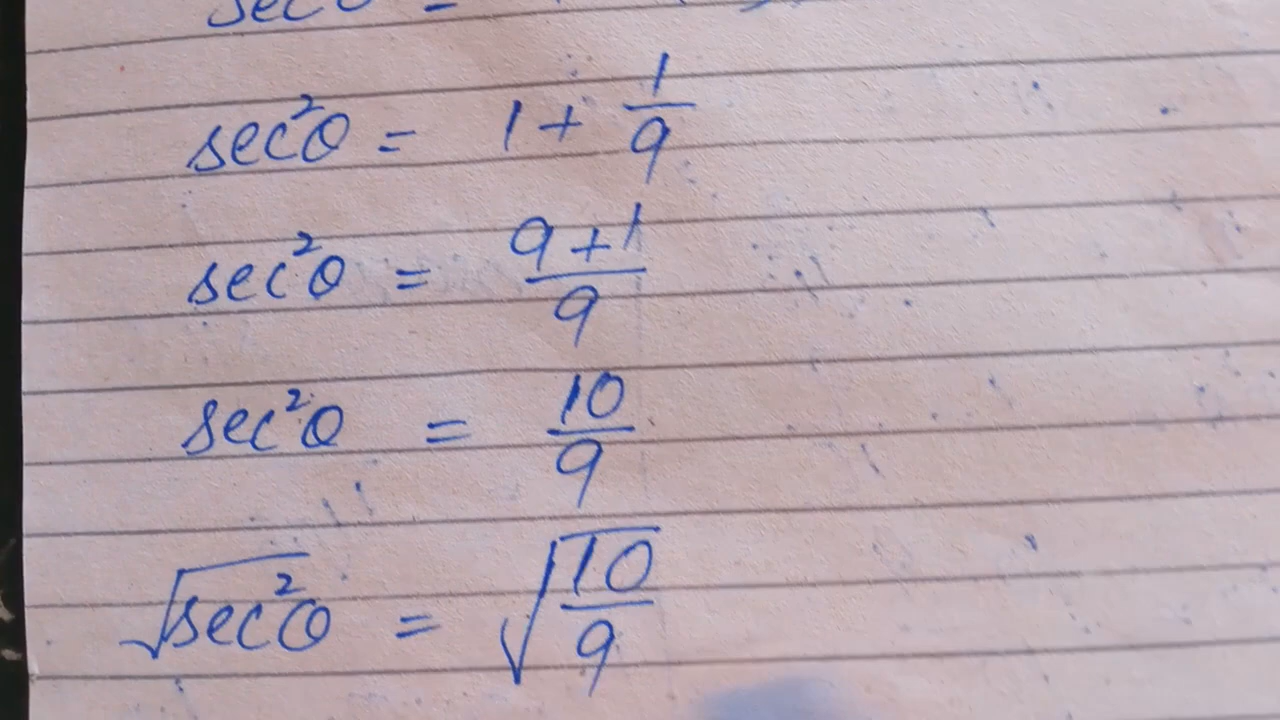 sec²θ = 1 + 1/9
sec²θ = 9+1/9
sec²θ = 10/9
√sec²θ = √10/9